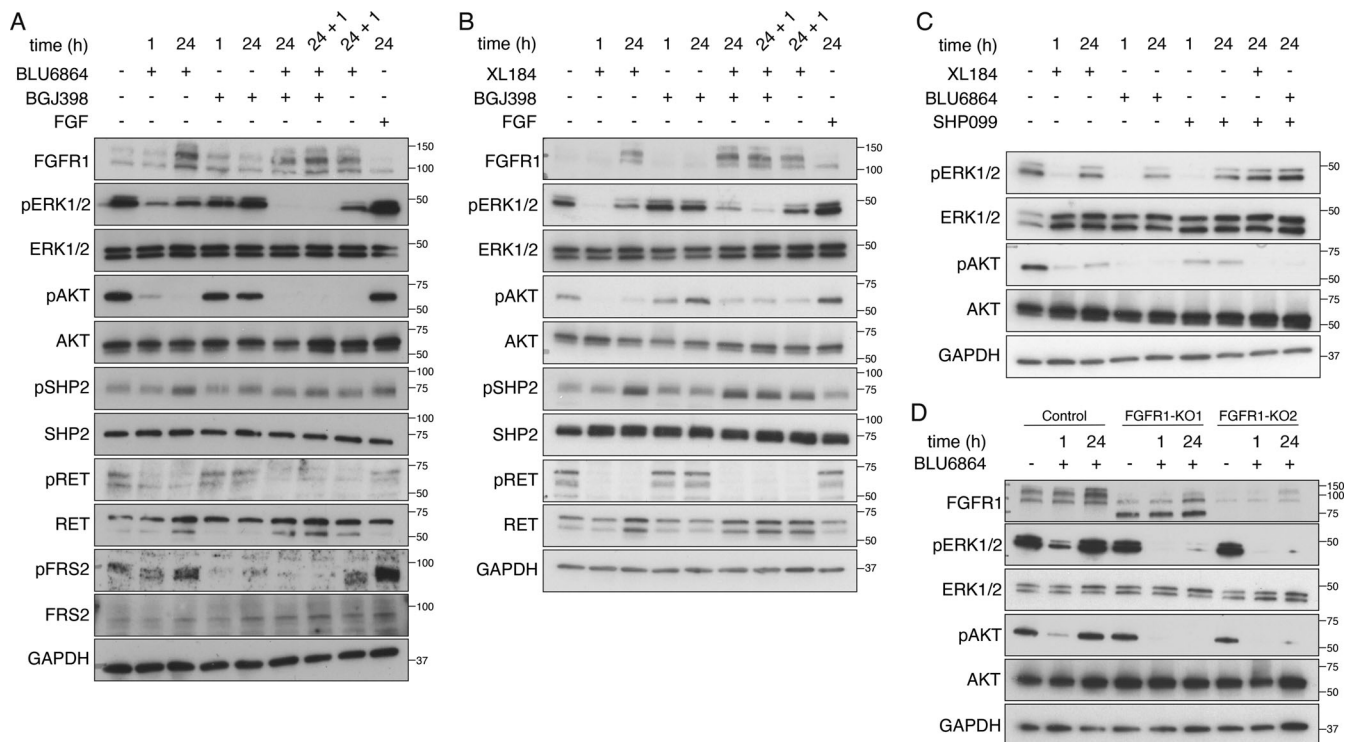 A
time (h) 1 24 1 24 24 24 + 1 24 + 1 24
BLU6864 - + + - - + + + -
BGJ398 - - - + + + + - -
FGF - - - - - - - - +
FGFR1 150 100
pERK1/2 50
ERK1/2 50
pAKT 75 50
AKT 75 50
pSHP2 100 75
SHP2 100 75
pRET 75 50
RET 75 50
pFRS2 100
FRS2 100
GAPDH 37
B
time (h) 1 24 1 24 24 24 + 1 24 + 1 24
XL184 - + + - - + + + -
BGJ398 - - - + + + + - -
FGF - - - - - - - - +
FGFR1 150 100
pERK1/2 50
ERK1/2 50
pAKT 75 50
AKT 75 50
pSHP2 100 75
SHP2 100 75
pRET 75 50
RET 75 50
GAPDH 37
C
time (h) 1 24 1 24 1 24 24 24
XL184 - + + - - - - + -
BLU6864 - - - + + - - - +
SHP099 - - - - - + + + +
pERK1/2 50
ERK1/2 50
pAKT 75 50
AKT 75 50
GAPDH 37
D
Control FGFR1-KO1 FGFR1-KO2
time (h) 1 24 1 24 1 24
BLU6864 - + + - + + - + +
FGFR1 150 100 75
pERK1/2 50
ERK1/2 50
pAKT 75 50
AKT 75 50
GAPDH 37